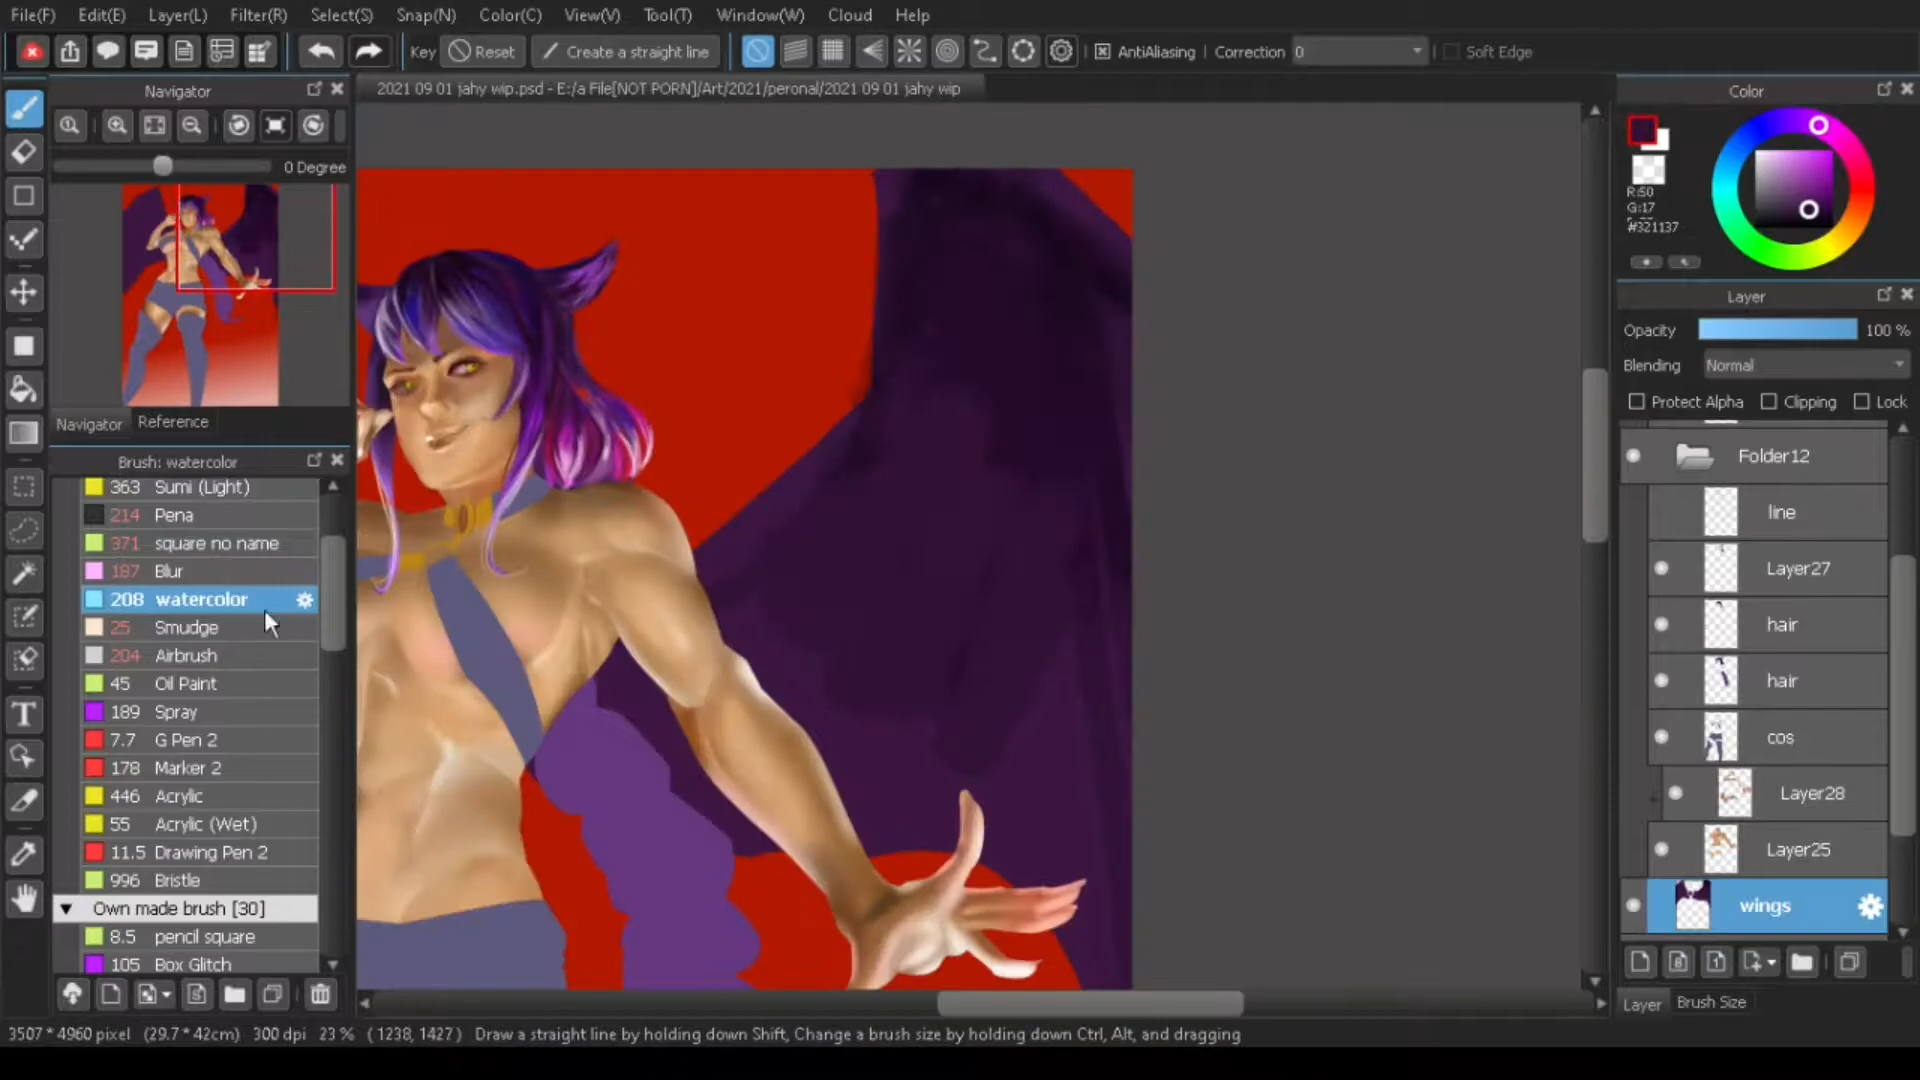 File(F) Edit(E) Layer(L) Filter(R) Select(S) Snap(N) Color(C) View(V) Tool(T) Window(W) Cloud Help
Key Reset Create a straight line AntiAliasing Correction 0 Soft Edge
Navigator
2021 09 01 jahy wip.psd - E:/a File[NOT PORN]/Art/2021/peronal/2021 09 01 jahy wip
Color
0 Degree
R:50
G:17
#321137
Layer
Opacity 100 %
Blending Normal
Protect Alpha Clipping Lock
Navigator Reference
Brush: watercolor
363 Sumi (Light)
214 Pena
371 square no name
187 Blur
208 watercolor
25 Smudge
204 Airbrush
45 Oil Paint
189 Spray
7.7 G Pen 2
178 Marker 2
446 Acrylic
55 Acrylic (Wet)
11.5 Drawing Pen 2
996 Bristle
Own made brush [30]
8.5 pencil square
105 Box Glitch
Folder12
line
Layer27
hair
hair
cos
Layer28
Layer25
wings
Layer Brush Size
3507 * 4960 pixel (29.7 * 42cm) 300 dpi 23 % ( 1238, 1427 ) Draw a straight line by holding down Shift, Change a brush size by holding down Ctrl, Alt, and dragging